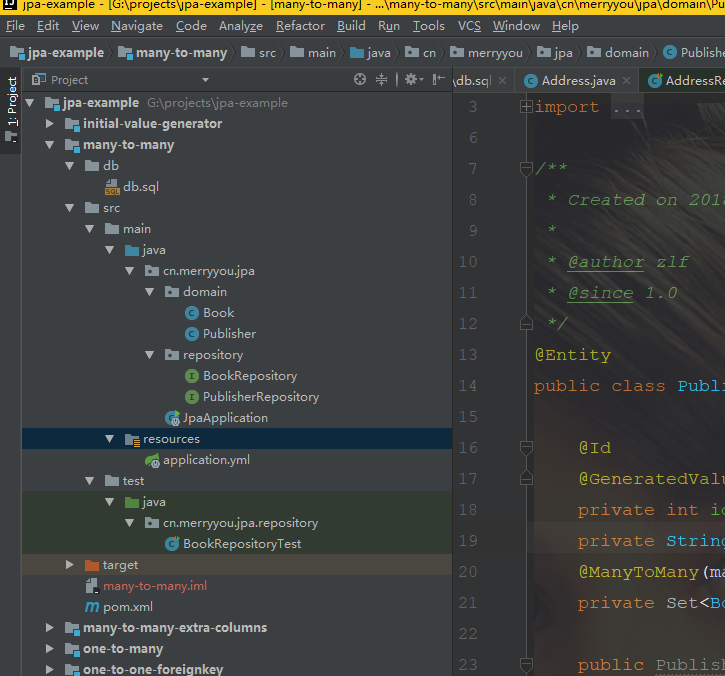 jpa-example - [G:\projects\jpa-example] - [many-to-many] - ...\many-to-many\src\main\java\cn\merryyou\jpa\domain\Pu
File Edit View Navigate Code Analyze Refactor Build Run Tools VCS Window Help
jpa-example many-to-many src main java cn merryyou jpa domain Publishe
1: Project
Project
db.sql Address.java AddressRe
jpa-example G:\projects\jpa-example
initial-value-generator
many-to-many
db
db.sql
src
main
java
cn.merryyou.jpa
domain
Book
Publisher
repository
BookRepository
PublisherRepository
JpaApplication
resources
application.yml
test
java
cn.merryyou.jpa.repository
BookRepositoryTest
target
many-to-many.iml
pom.xml
many-to-many-extra-columns
one-to-many
one-to-one-foreignkey
3 import ...
6
7 /**
8 * Created on 201
9 *
10 * @author zlf
11 * @since 1.0
12 */
13 @Entity
14 public class Publi
15
16 @Id
17 @GeneratedValu
18 private int i
19 private String
20 @ManyToMany(ma
21 private Set<Bo
22
23 public Publish